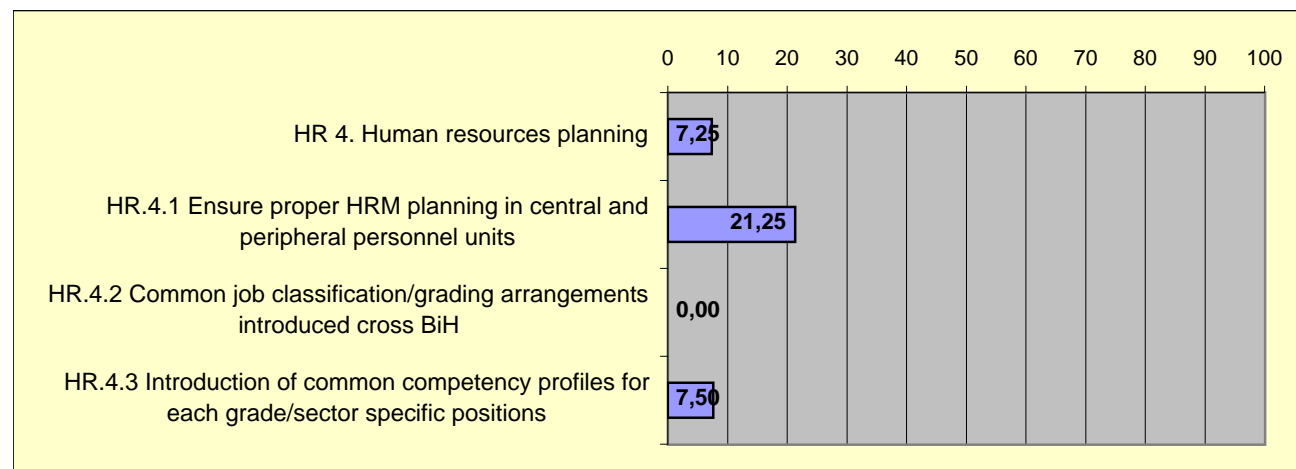 0 10 20 30 40 50 60 70 80 90 100
HR 4. Human resources planning
7,25
HR.4.1 Ensure proper HRM planning in central and
peripheral personnel units
21,25
HR.4.2 Common job classification/grading arrangements
introduced cross BiH
0,00
HR.4.3 Introduction of common competency profiles for
each grade/sector specific positions
7,50